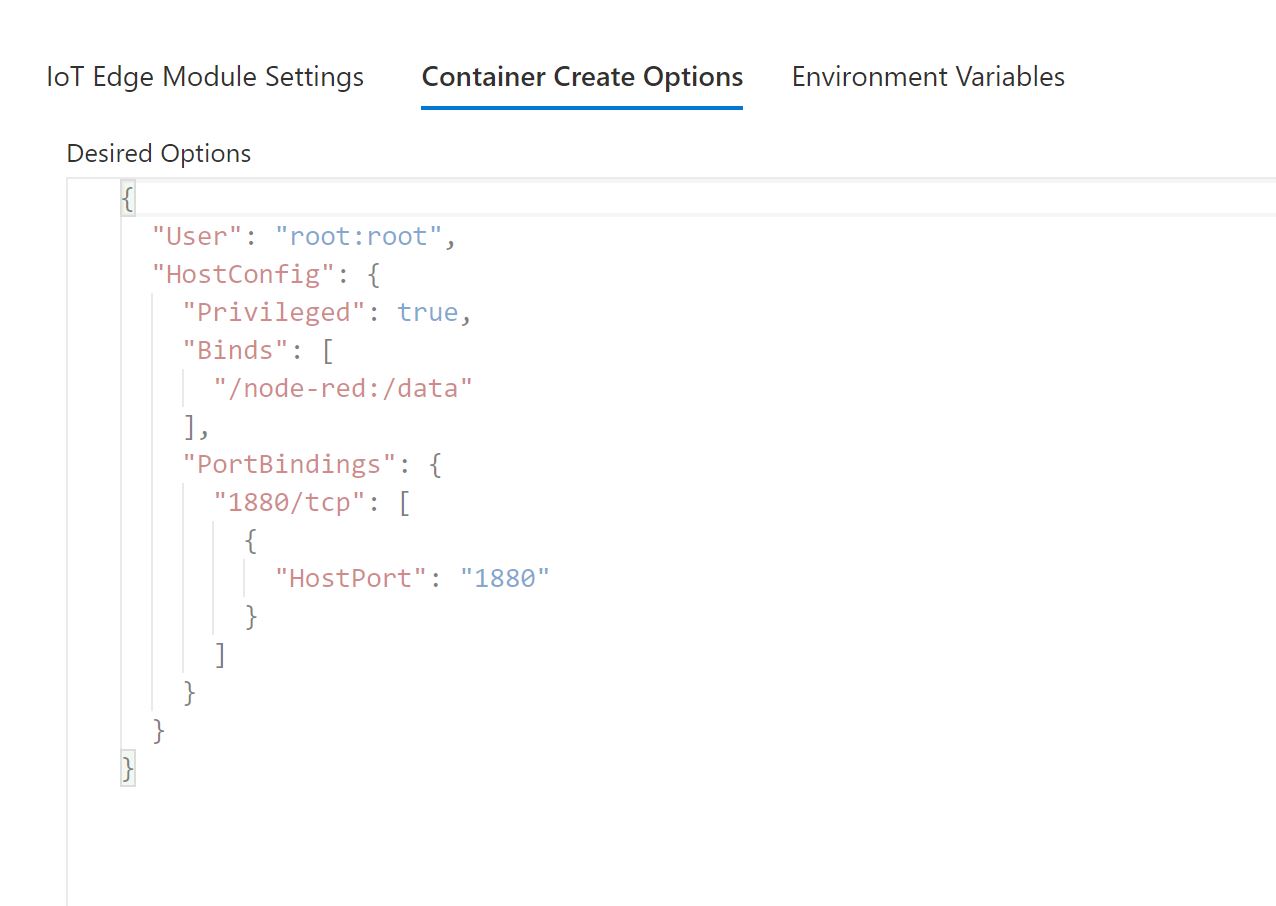 IoT Edge Module Settings Container Create Options Environment Variables
Desired Options
{
"User": "root:root",
"HostConfig": {
"Privileged": true,
"Binds": [
"/node-red:/data"
],
"PortBindings": {
"1880/tcp": [
{
"HostPort": "1880"
}
]
}
}
}